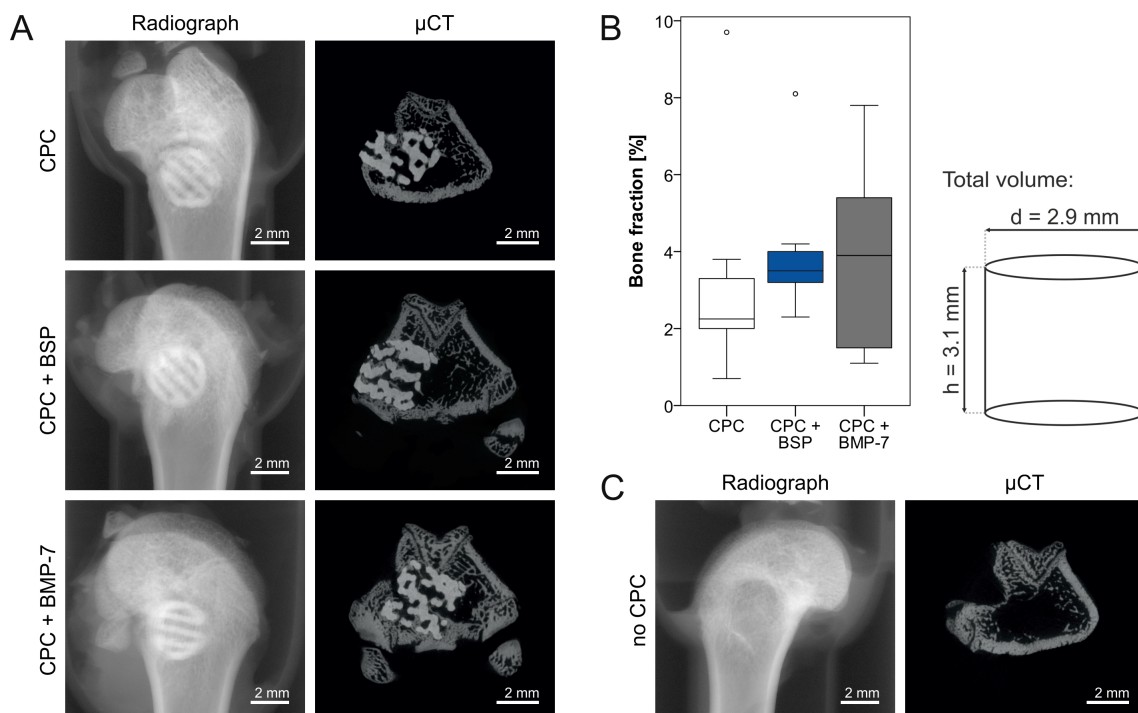 A
Radiograph
µCT
CPC
2 mm
2 mm
CPC + BSP
2 mm
2 mm
CPC + BMP-7
2 mm
2 mm
B
Bone fraction [%]
10
8
6
4
2
0
CPC
CPC +
BSP
CPC +
BMP-7
Total volume:
d = 2.9 mm
h = 3.1 mm
C
Radiograph
µCT
no CPC
2 mm
2 mm